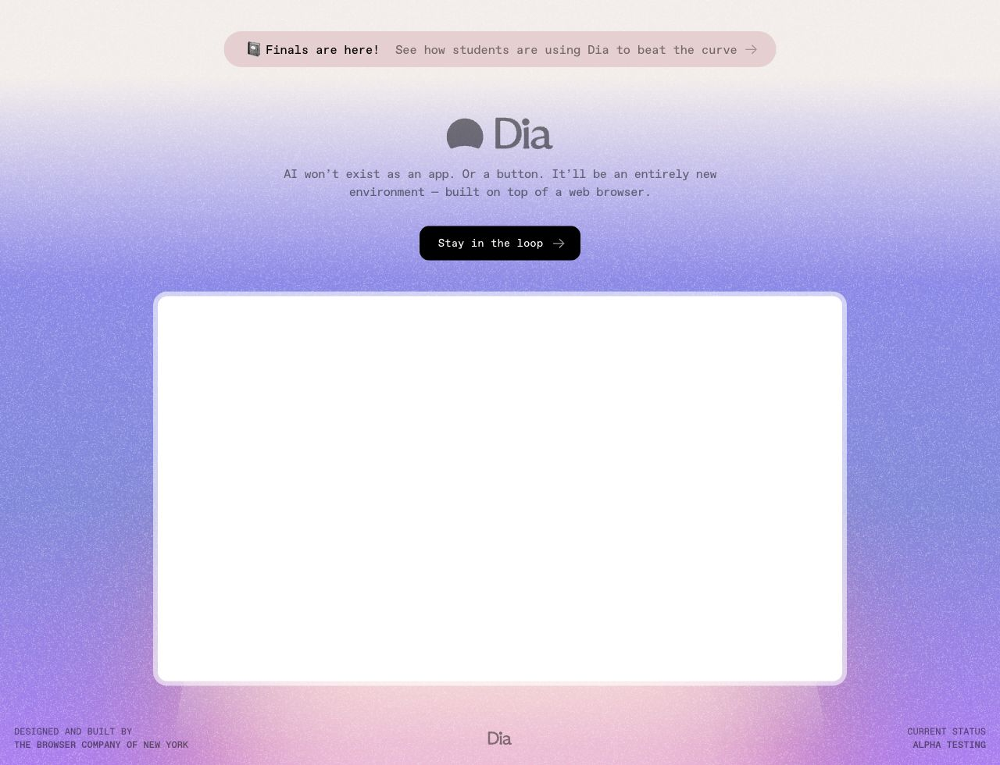 Finals are here! See how students are using Dia to beat the curve
Dia
AI won’t exist as an app. Or a button. It’ll be an entirely new
environment — built on top of a web browser.
Stay in the loop
DESIGNED AND BUILT BY
THE BROWSER COMPANY OF NEW YORK
Dia
CURRENT STATUS
ALPHA TESTING